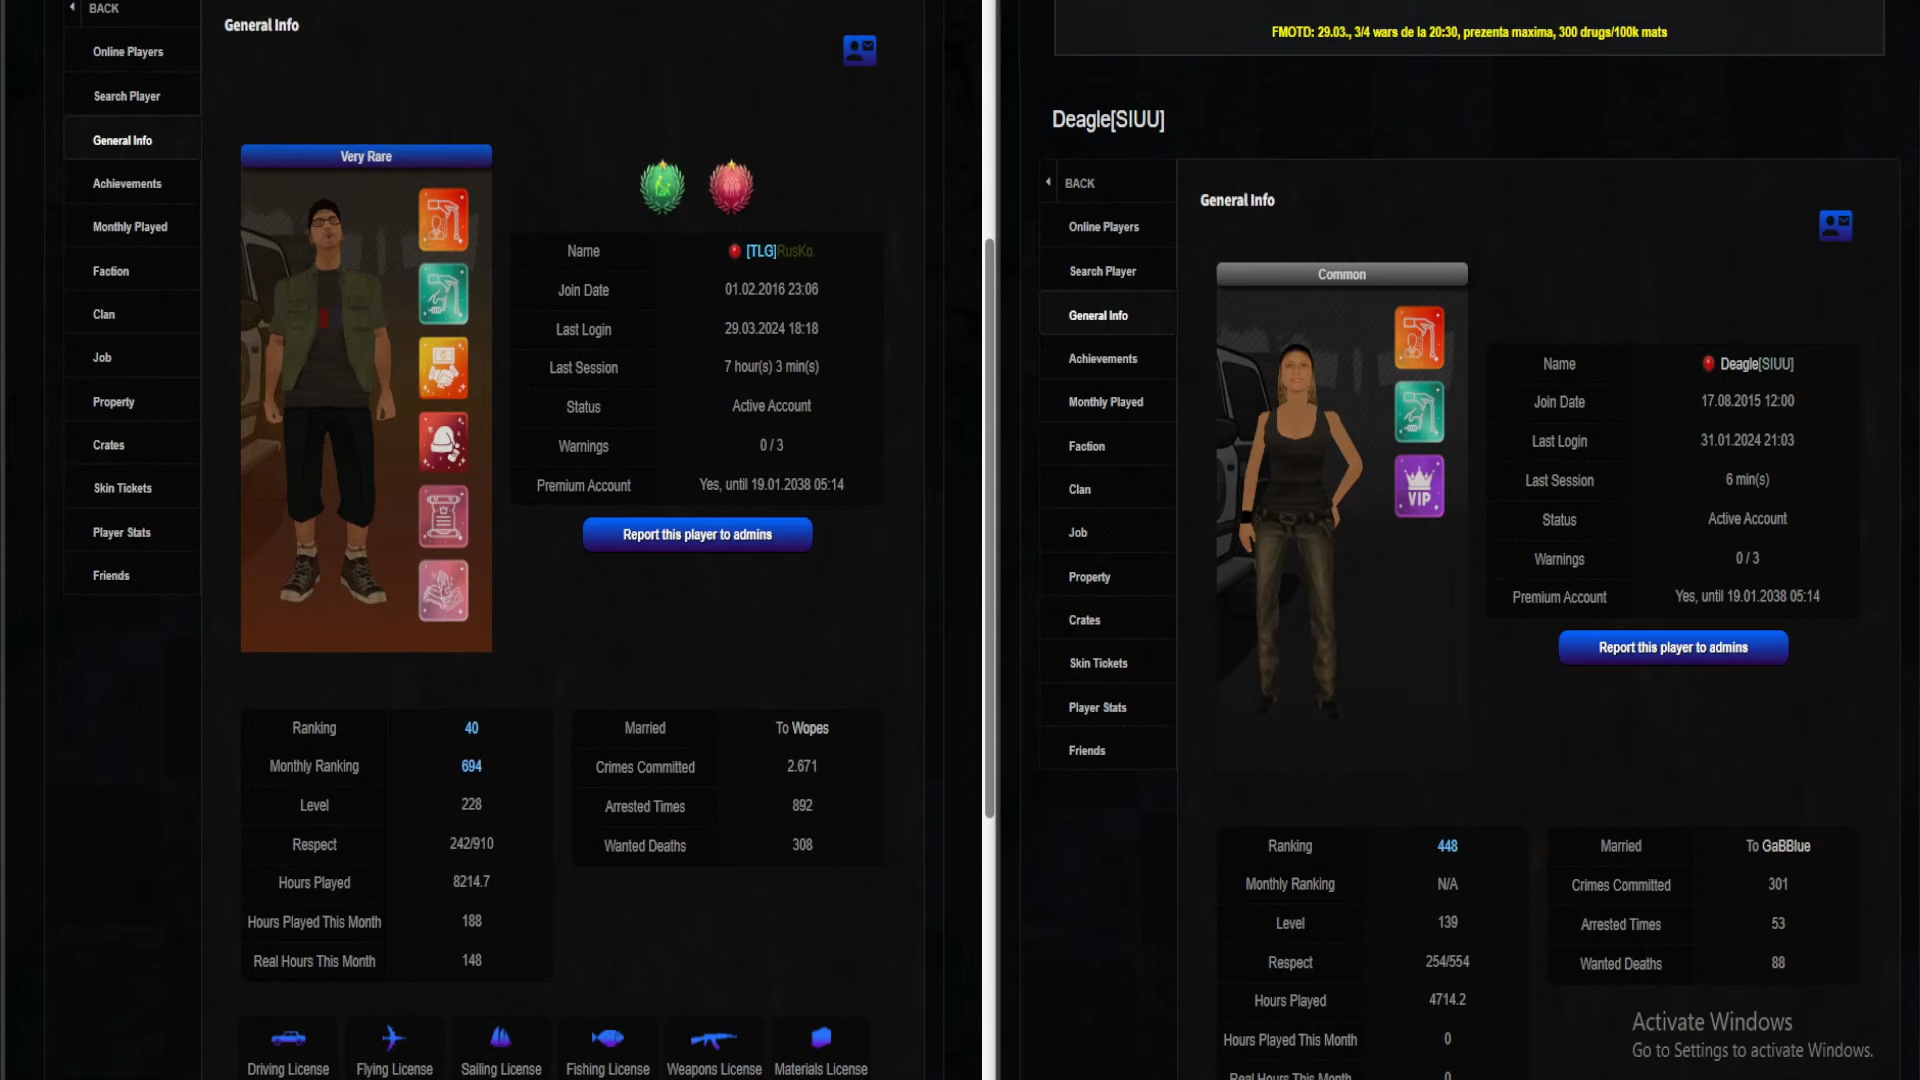 BACK
Online Players
Search Player
General Info
Achievements
Monthly Played
Faction
Clan
Job
Property
Crates
Skin Tickets
Player Stats
Friends
General Info
Very Rare
Name [TLG]RusKo.
Join Date 01.02.2016 23:06
Last Login 29.03.2024 18:18
Last Session 7 hour(s) 3 min(s)
Status Active Account
Warnings 0 / 3
Premium Account Yes, until 19.01.2038 05:14
Report this player to admins
Ranking 40
Monthly Ranking 694
Level 228
Respect 242/910
Hours Played 8214.7
Hours Played This Month 188
Real Hours This Month 148
Married To Wopes
Crimes Committed 2.671
Arrested Times 892
Wanted Deaths 308
Driving License
Flying License
Sailing License
Fishing License
Weapons License
Materials License
FMOTD: 29.03., 3/4 wars de la 20:30, prezenta maxima, 300 drugs/100k mats
Deagle[SIUU]
BACK
Online Players
Search Player
General Info
Achievements
Monthly Played
Faction
Clan
Job
Property
Crates
Skin Tickets
Player Stats
Friends
General Info
Common
VIP
Name Deagle[SIUU]
Join Date 17.08.2015 12:00
Last Login 31.01.2024 21:03
Last Session 6 min(s)
Status Active Account
Warnings 0 / 3
Premium Account Yes, until 19.01.2038 05:14
Report this player to admins
Ranking 448
Monthly Ranking N/A
Level 139
Respect 254/554
Hours Played 4714.2
Hours Played This Month 0
Real Hours This Month 0
Married To GaBBlue
Crimes Committed 301
Arrested Times 53
Wanted Deaths 88
Activate Windows
Go to Settings to activate Windows.